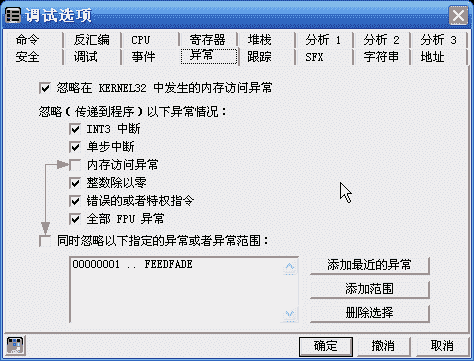 调试选项
命令 反汇编 CPU 寄存器 堆栈 分析 1 分析 2 分析 3
安全 调试 事件 异常 跟踪 SFX 字符串 地址
忽略在 KERNEL32 中发生的内存访问异常
忽略(传递到程序)以下异常情况:
INT3 中断
单步中断
内存访问异常
整数除以零
错误的或者特权指令
全部 FPU 异常
同时忽略以下指定的异常或者异常范围:
00000001 .. FEEDFADE
添加最近的异常
添加范围
删除选择
确定 撤消 取消